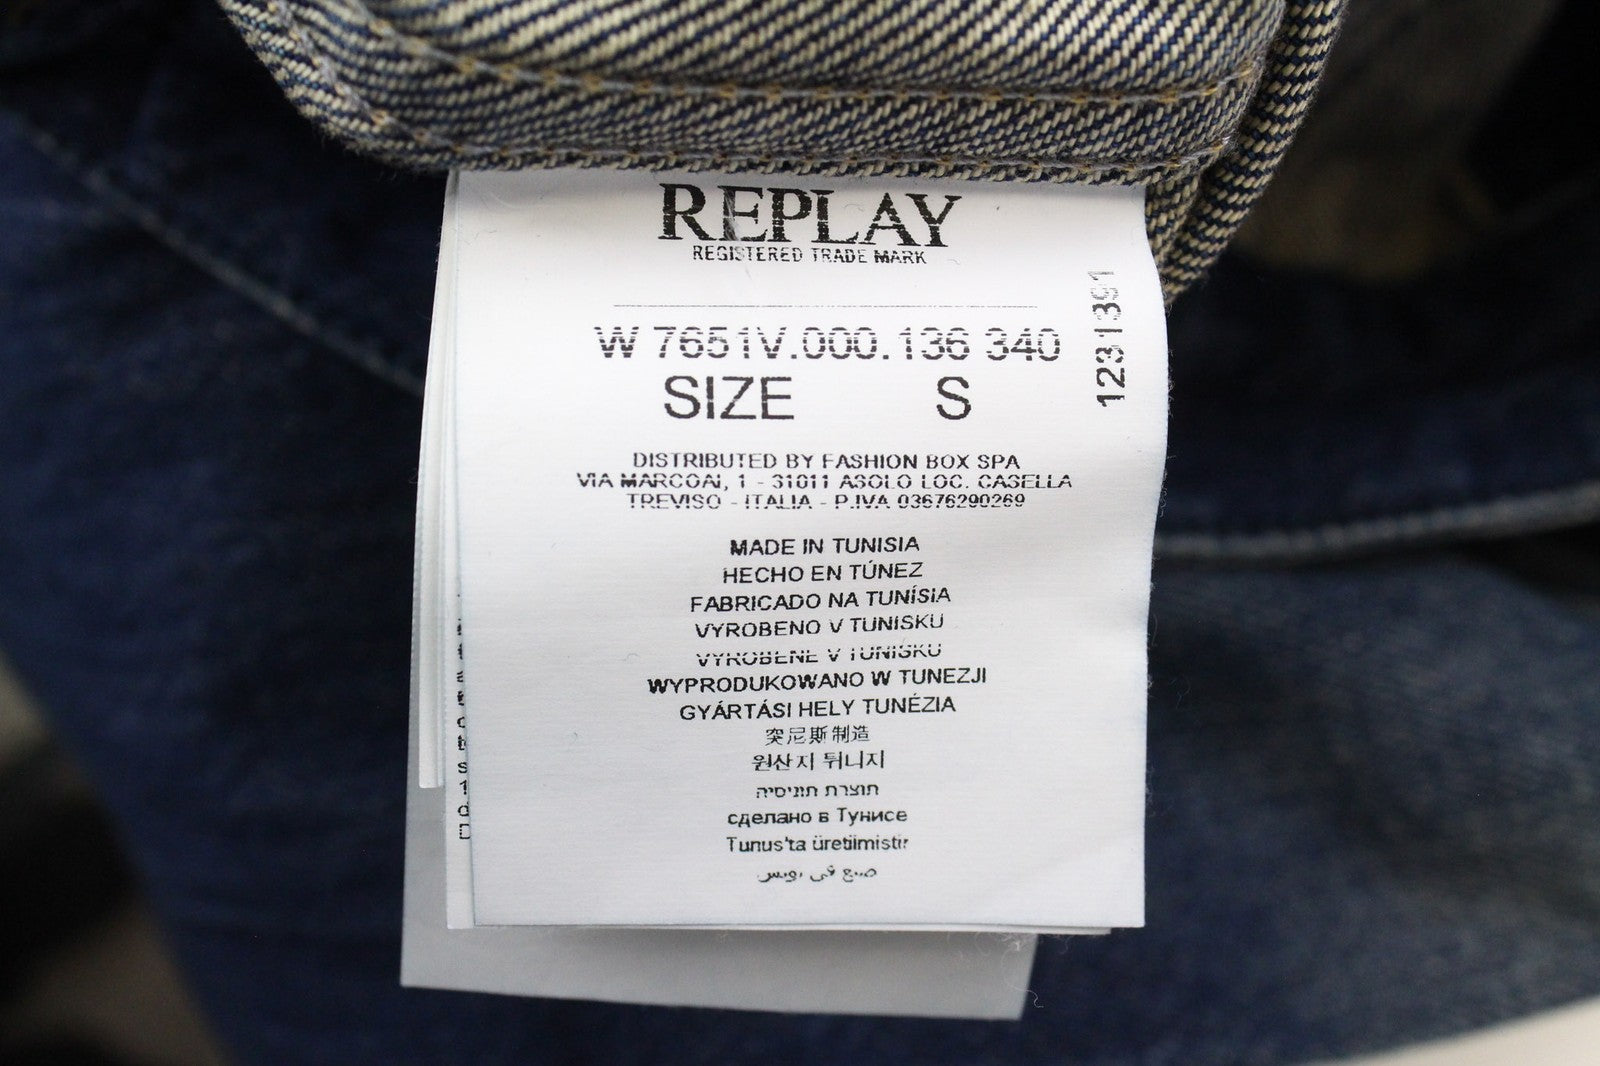 REPLAY
REGISTERED TRADE MARK
W 7651V.000.136 340
SIZE S
1231391
DISTRIBUTED BY FASHION BOX SPA
VIA MARCOAI, 1 - 31011 ASOLO LOC. CASELLA
TREVISO - ITALIA - P.IVA 03676290269
MADE IN TUNISIA
HECHO EN TÚNEZ
FABRICADO NA TUNÍSIA
VYROBENO V TUNISKU
VYROBENE V TUNISKU
WYPRODUKOWANO W TUNEZJI
GYÁRTÁSI HELY TUNÉZIA
突尼斯制造
원산지 튀니지
תוצרת תוניסיה
сделано в Тунисе
Tunus'ta üretilmistir
صنع في تونس